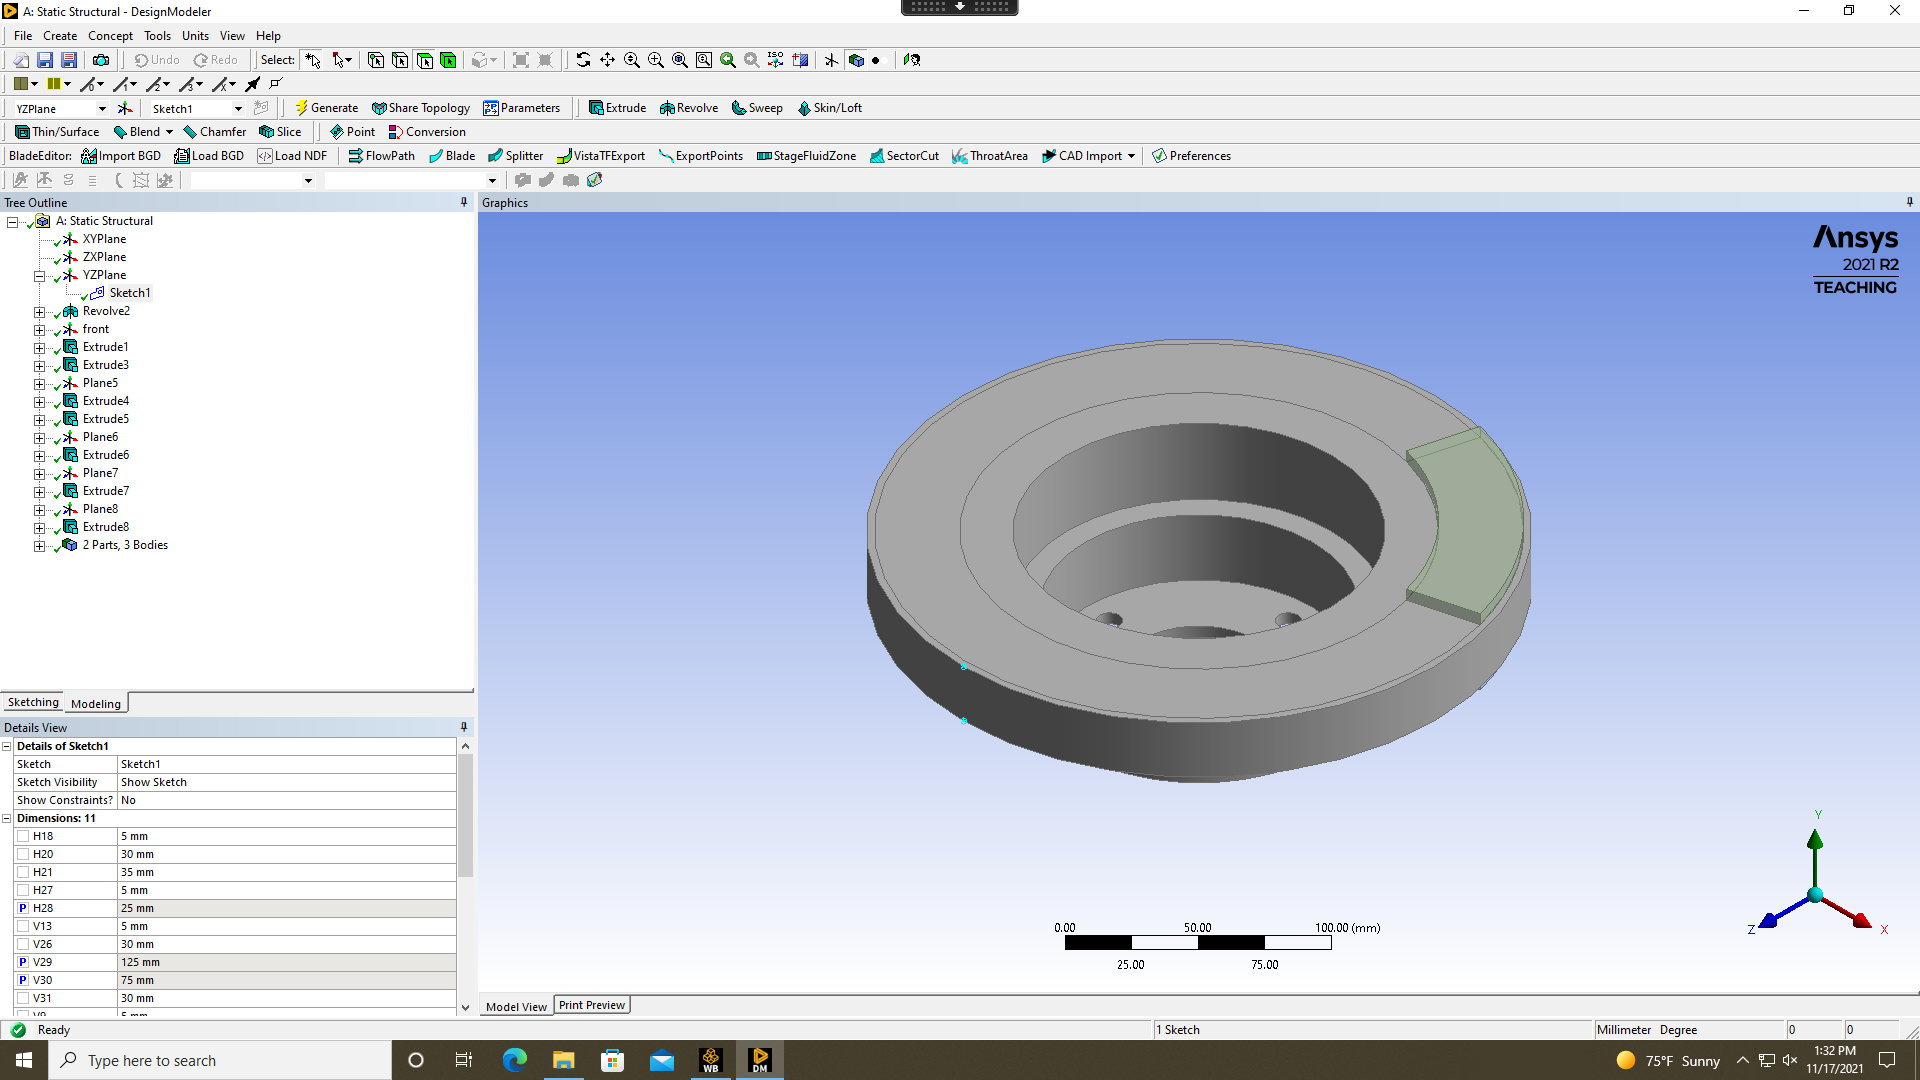 A: Static Structural - DesignModeler
File Create Concept Tools Units View Help
Undo Redo Select: ISO
YZPlane Sketch1 Generate Share Topology Parameters Extrude Revolve Sweep Skin/Loft
Thin/Surface Blend Chamfer Slice Point Conversion
BladeEditor: Import BGD Load BGD Load NDF FlowPath Blade Splitter VistaTFExport ExportPoints StageFluidZone SectorCut ThroatArea CAD Import Preferences
Tree Outline
Graphics
A: Static Structural
XYPlane
ZXPlane
YZPlane
Sketch1
Revolve2
front
Extrude1
Extrude3
Plane5
Extrude4
Extrude5
Plane6
Extrude6
Plane7
Extrude7
Plane8
Extrude8
2 Parts, 3 Bodies
Ansys
2021 R2
TEACHING
Sketching Modeling
Details View
Details of Sketch1
Sketch Sketch1
Sketch Visibility Show Sketch
Show Constraints? No
Dimensions: 11
H18 5 mm
H20 30 mm
H21 35 mm
H27 5 mm
P H28 25 mm
V13 5 mm
V26 30 mm
P V29 125 mm
P V30 75 mm
V31 30 mm
V9 5 mm
0.00 50.00 100.00 (mm)
25.00 75.00
Y
Z
X
Model View Print Preview
Ready 1 Sketch Millimeter Degree 0 0
Type here to search
WB
DM
75°F Sunny
1:32 PM
11/17/2021